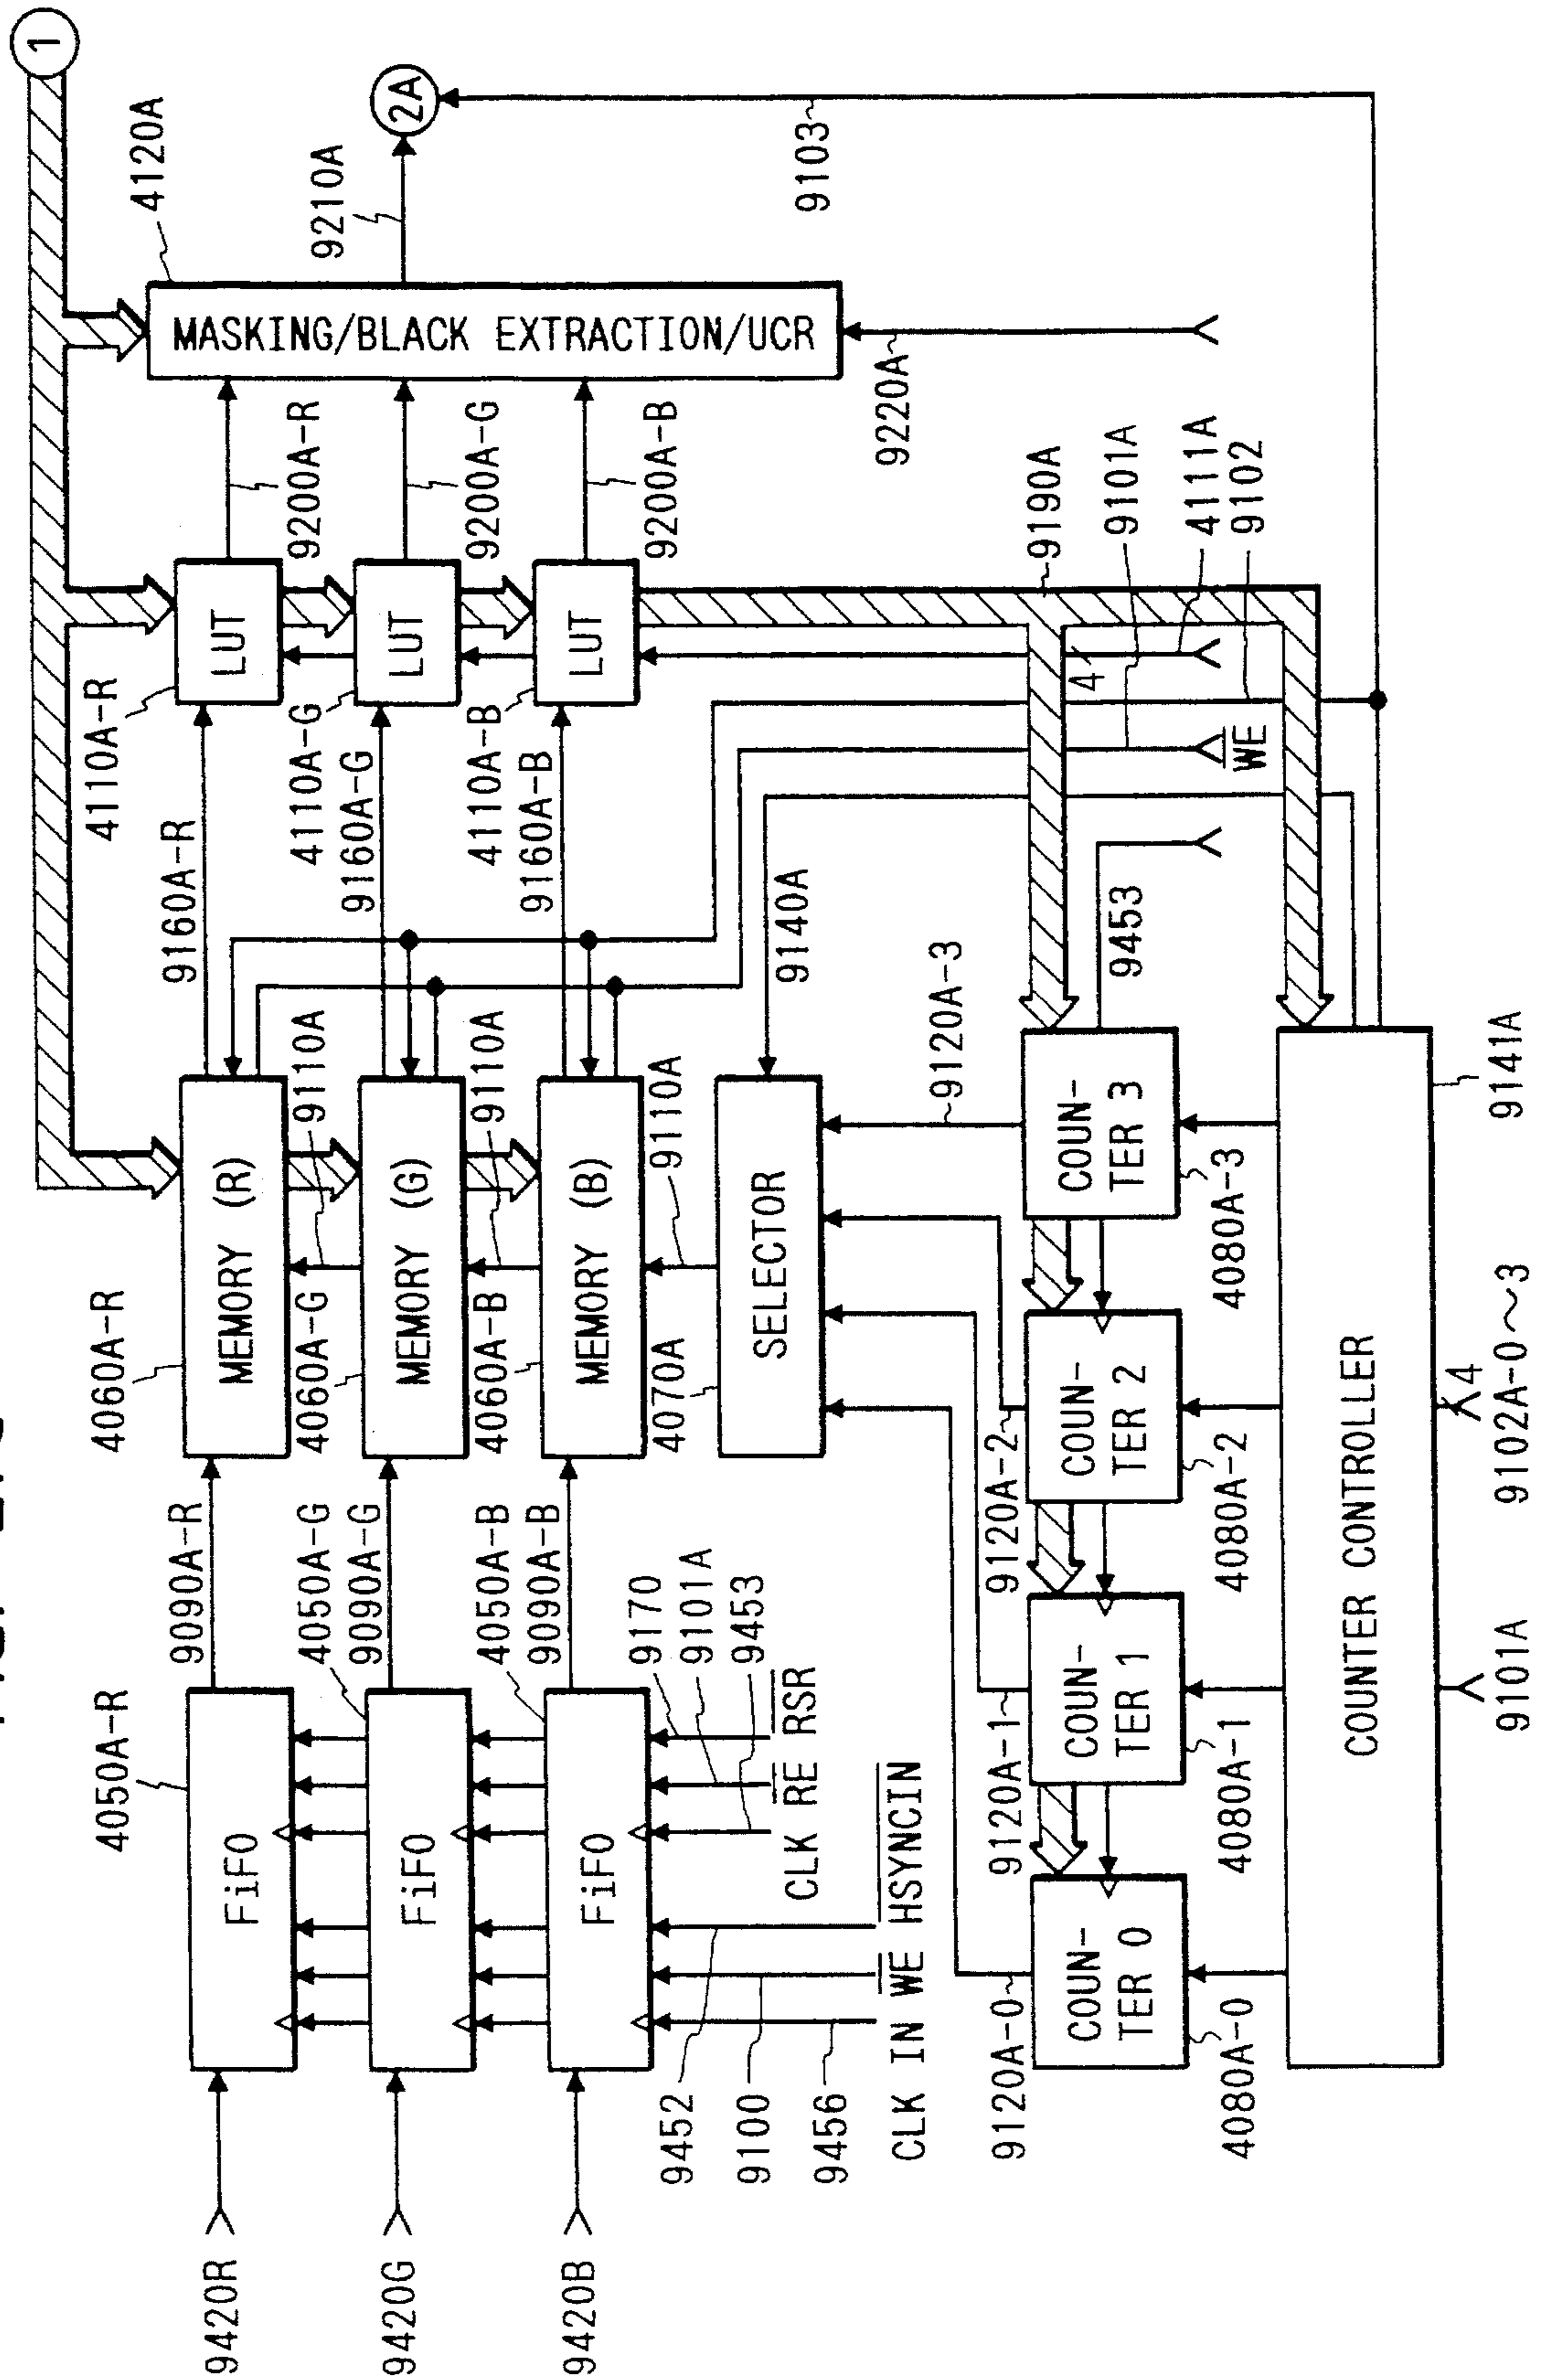 1
4120A
9210A
2A
9103
MASKING/BLACK EXTRACTION/UCR
9220A
4110A-R
LUT
9200A-R
4110A-G
LUT
9200A-G
4110A-B
LUT
9200A-B
9160A-R
9160A-G
9160A-B
9190A
9101A
4111A
9102
4
WE
9453
9140A
4060A-R
MEMORY (R)
9110A
4060A-G
MEMORY (G)
9110A
4060A-B
MEMORY (B)
9110A
4070A
SELECTOR
9120A-3
9120A-2
9120A-1
9120A-0
COUN-
TER 3
4080A-3
COUN-
TER 2
4080A-2
COUN-
TER 1
4080A-1
COUN-
TER 0
4080A-0
COUNTER CONTROLLER
9141A
4
9102A-0~3
9101A
4050A-R
FiFO
9090A-R
4050A-G
FiFO
9090A-G
4050A-B
FiFO
9090A-B
9170
9101A
9453
CLK RE RSR
9452
9100
9456
CLK IN WE HSYNCIN
9420R
9420G
9420B